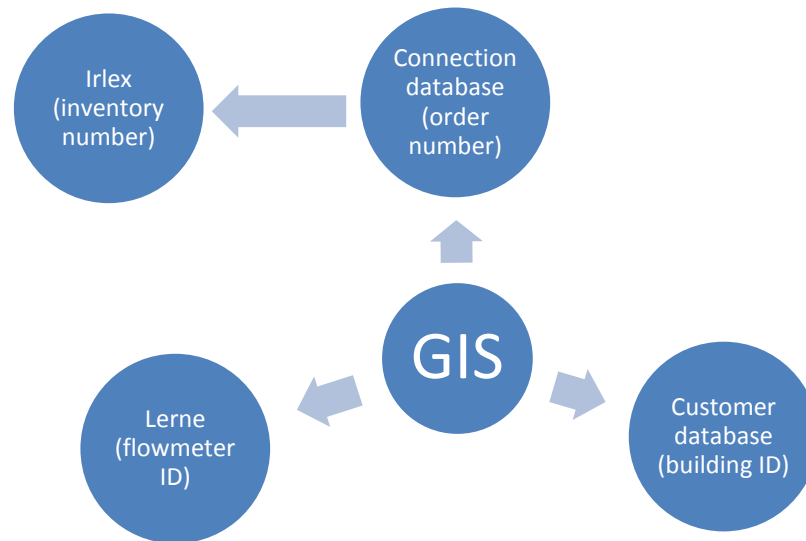 Irlex
(inventory
number)
Connection
database
(order
number)
GIS
Lerne
(flowmeter
ID)
Customer
database
(building ID)